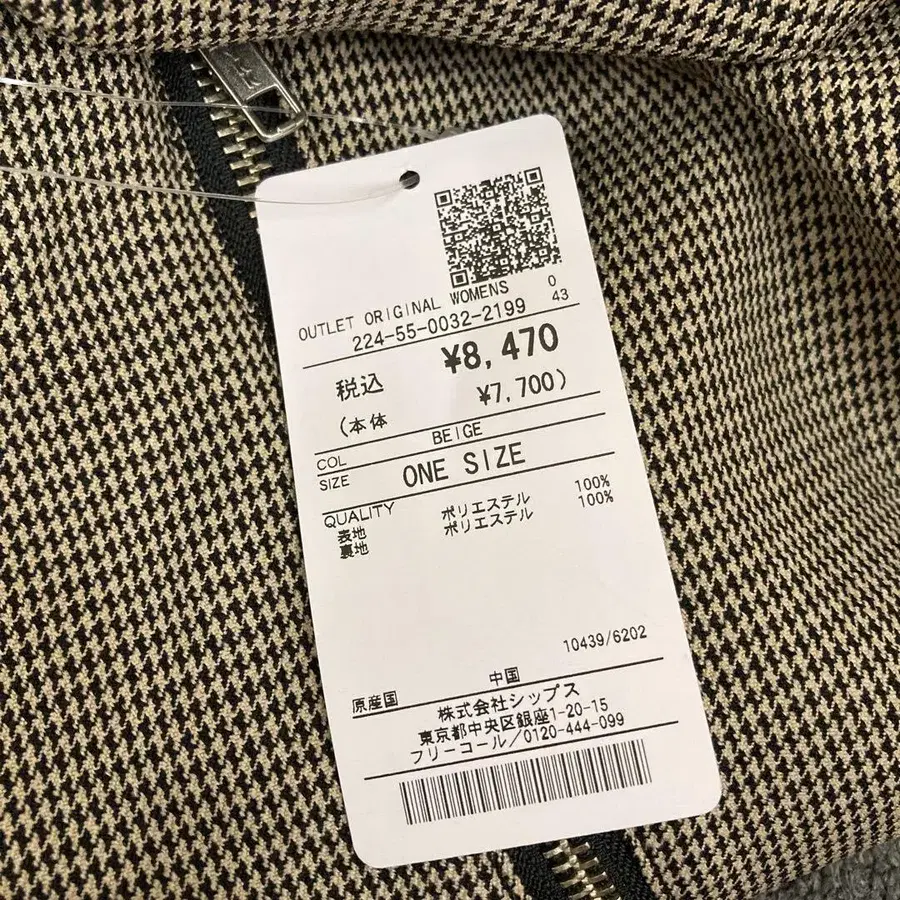 OUTLET ORIGINAL WOMENS 0
224-55-0032-2199 43
税込 ¥8,470
(本体 ¥7,700)
COL BEIGE
SIZE ONE SIZE
QUALITY
表地 ポリエステル 100%
裏地 ポリエステル 100%
10439/6202
原産国 中国
株式会社シップス
東京都中央区銀座1-20-15
フリーコール/0120-444-099